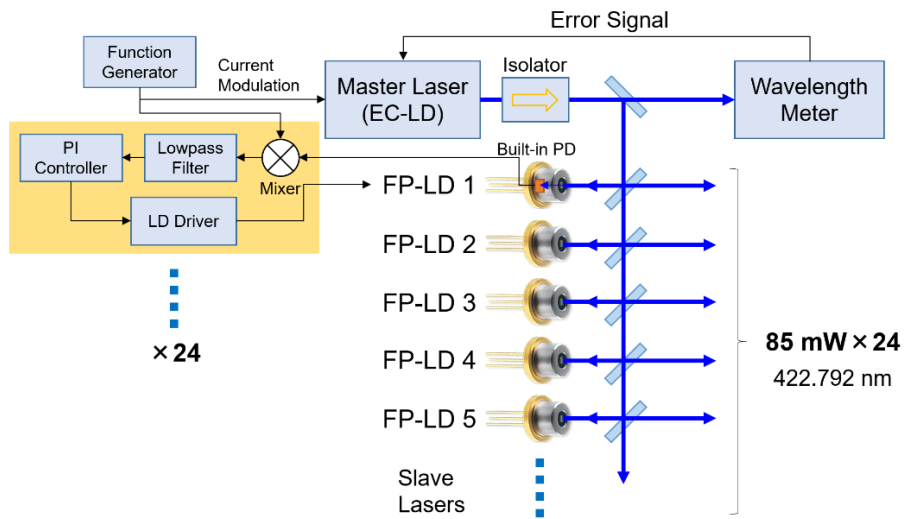 Error Signal
Function
Generator
Current
Modulation
Master Laser
(EC-LD)
Isolator
Wavelength
Meter
PI
Controller
Lowpass
Filter
Mixer
Built-in PD
LD Driver
FP-LD 1
FP-LD 2
FP-LD 3
FP-LD 4
FP-LD 5
×24
85 mW×24
422.792 nm
Slave
Lasers